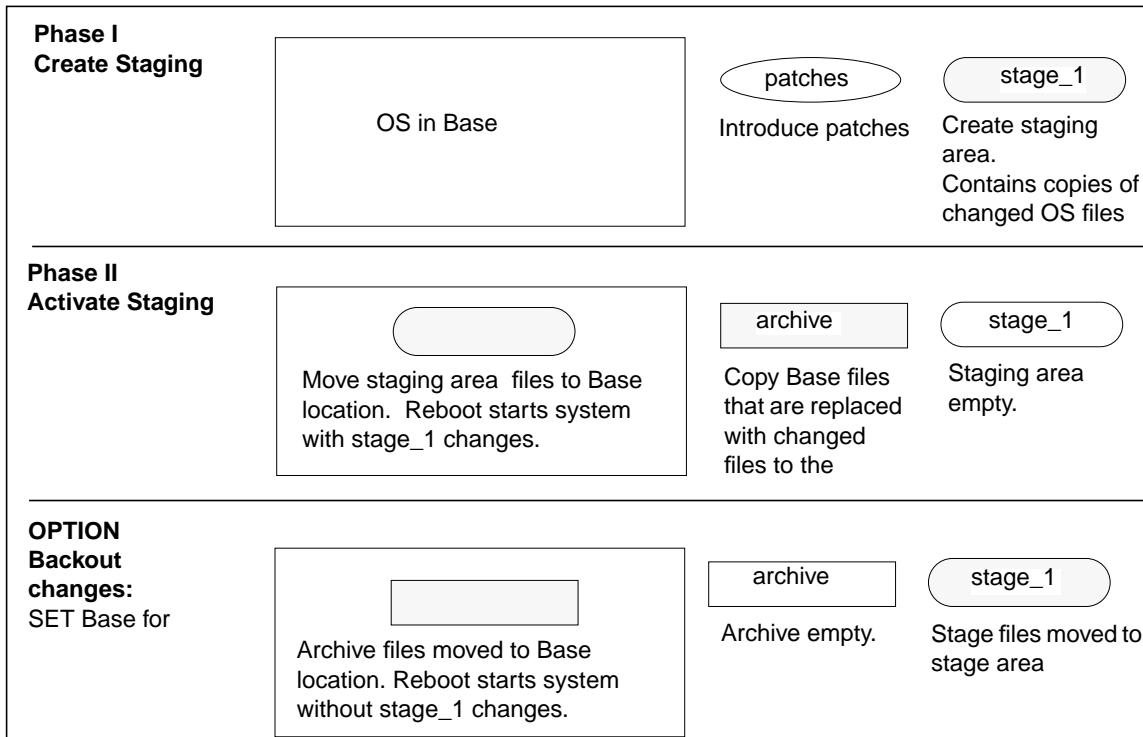 Phase I
Create Staging
OS in Base
patches
Introduce patches
stage_1
Create staging
area.
Contains copies of
changed OS files
Phase II
Activate Staging
Move staging area files to Base
location. Reboot starts system
with stage_1 changes.
archive
Copy Base files
that are replaced
with changed
files to the
stage_1
Staging area
empty.
OPTION
Backout
changes:
SET Base for
Archive files moved to Base
location. Reboot starts system
without stage_1 changes.
archive
Archive empty.
stage_1
Stage files moved to
stage area